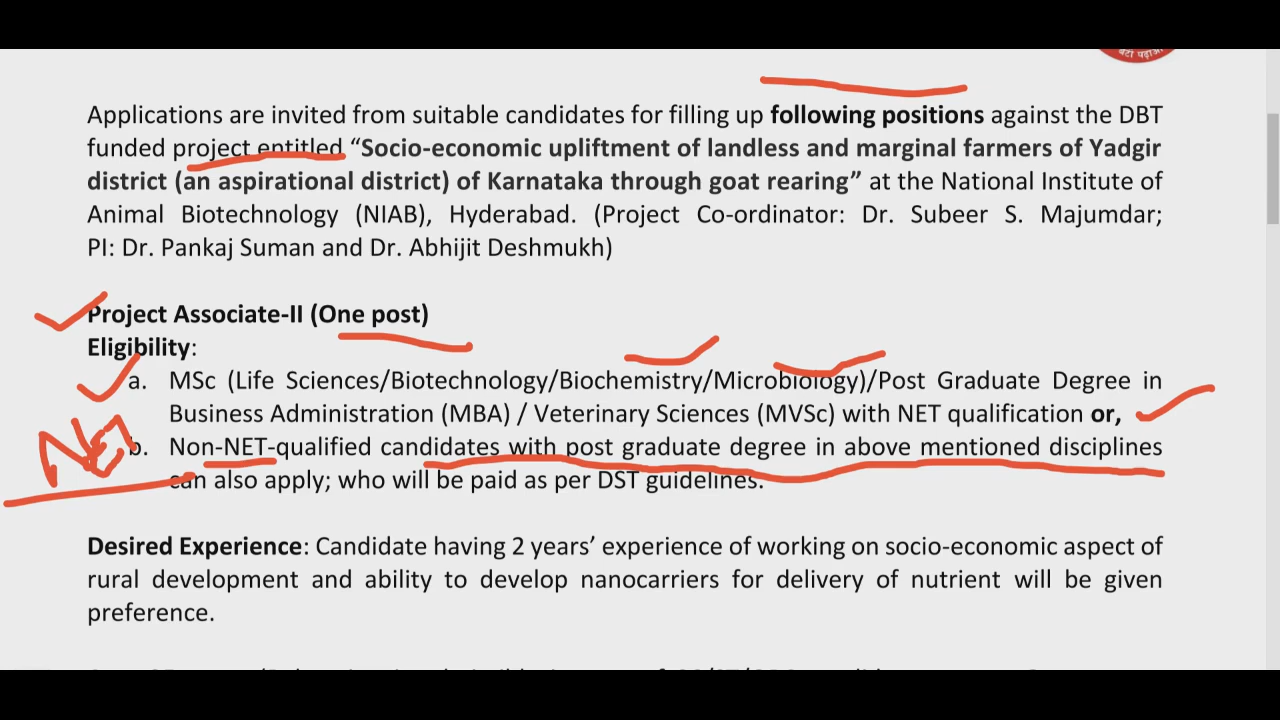 बेटी पढ़ाओ
Applications are invited from suitable candidates for filling up following positions against the DBT
funded project entitled “Socio-economic upliftment of landless and marginal farmers of Yadgir
district (an aspirational district) of Karnataka through goat rearing” at the National Institute of
Animal Biotechnology (NIAB), Hyderabad. (Project Co-ordinator: Dr. Subeer S. Majumdar;
PI: Dr. Pankaj Suman and Dr. Abhijit Deshmukh)
Project Associate-II (One post)
Eligibility:
a. MSc (Life Sciences/Biotechnology/Biochemistry/Microbiology)/Post Graduate Degree in
Business Administration (MBA) / Veterinary Sciences (MVSc) with NET qualification or,
NET
b. Non-NET-qualified candidates with post graduate degree in above mentioned disciplines
can also apply; who will be paid as per DST guidelines.
Desired Experience: Candidate having 2 years’ experience of working on socio-economic aspect of
rural development and ability to develop nanocarriers for delivery of nutrient will be given
preference.